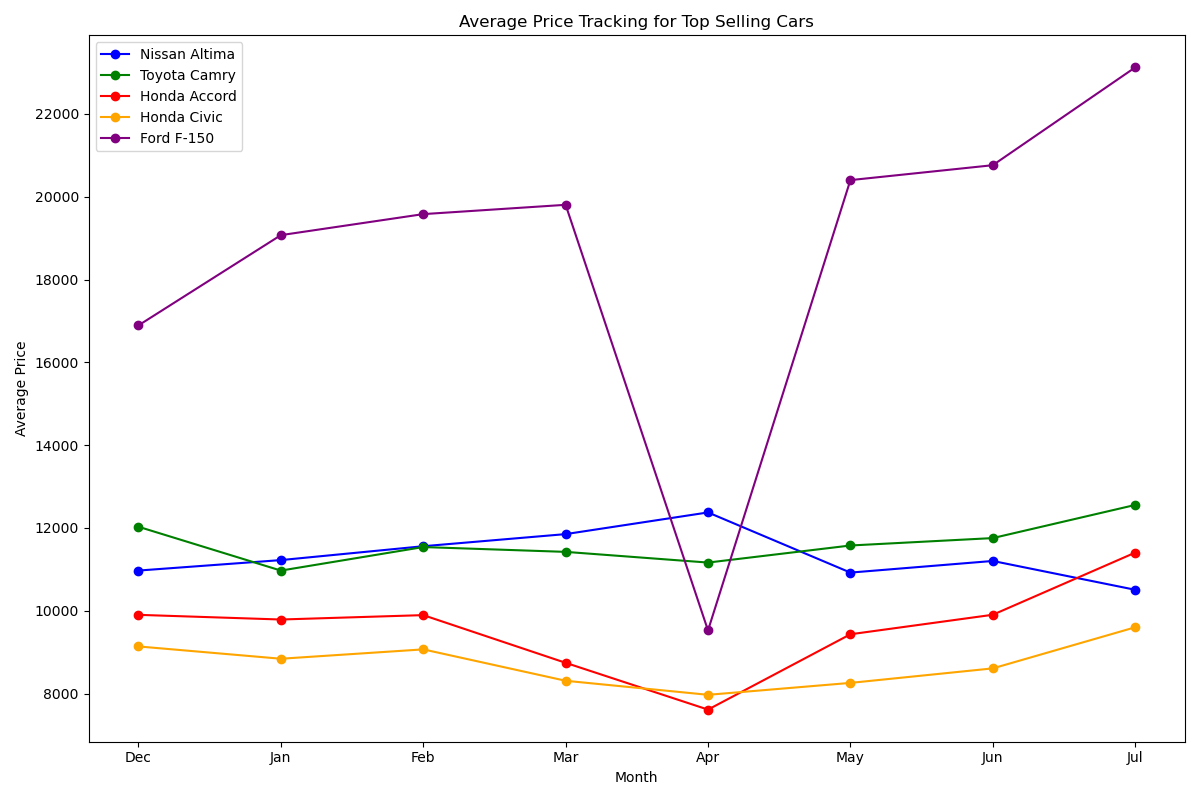 Average Price Tracking for Top Selling Cars
Nissan Altima
Toyota Camry
Honda Accord
Honda Civic
Ford F-150
22000
20000
18000
16000
14000
12000
10000
8000
Average Price
Dec Jan Feb Mar Apr May Jun Jul
Month